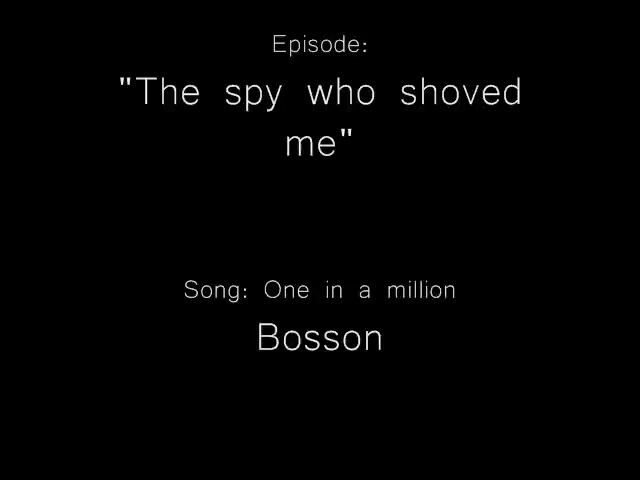 Episode:
"The spy who shoved
me"
Song: One in a million
Bosson